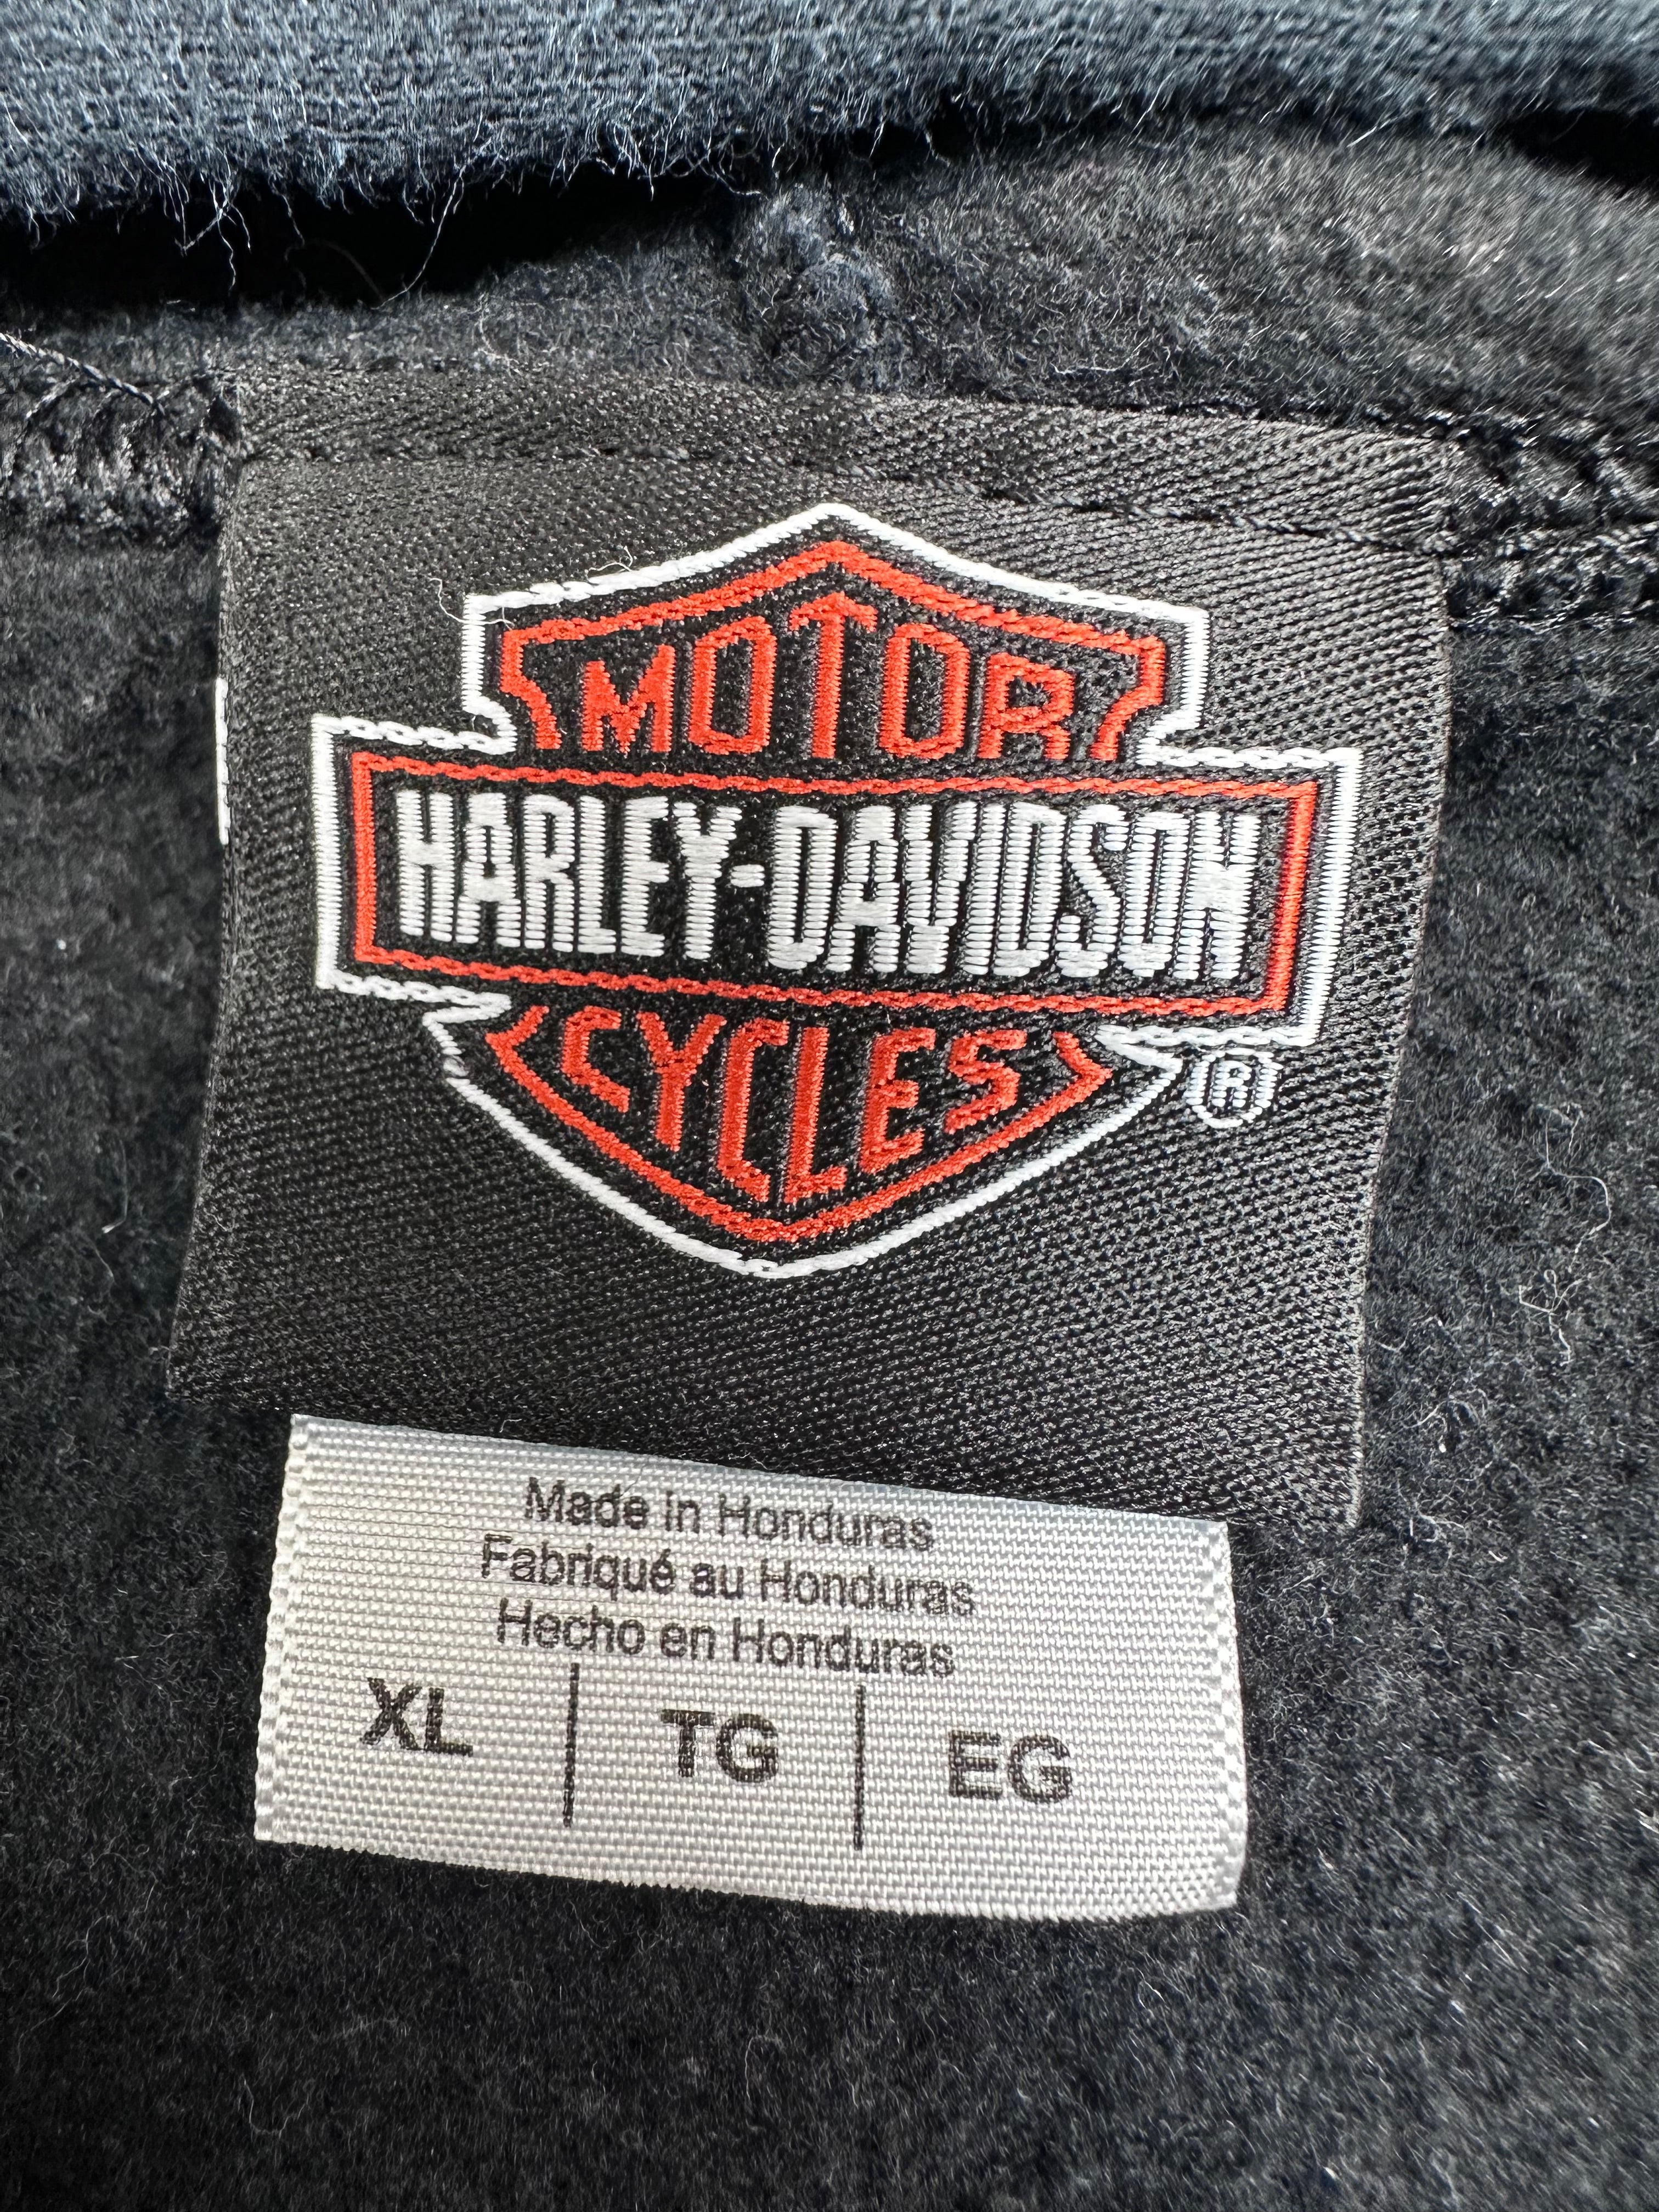 MOTOR
HARLEY-DAVIDSON
CYCLES
®
Made in Honduras
Fabriqué au Honduras
Hecho en Honduras
XL | TG | EG